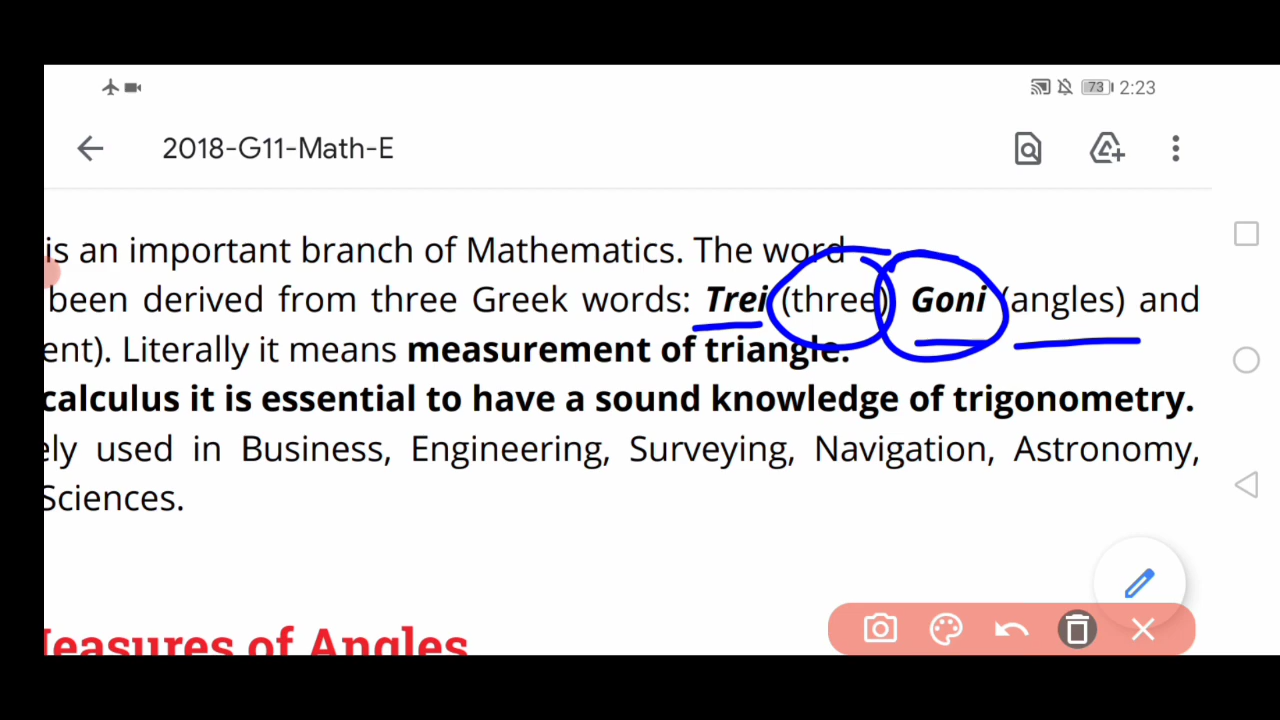 73 2:23
2018-G11-Math-E
is an important branch of Mathematics. The word
been derived from three Greek words: Trei (three) Goni (angles) and
ent). Literally it means measurement of triangle.
calculus it is essential to have a sound knowledge of trigonometry.
ely used in Business, Engineering, Surveying, Navigation, Astronomy,
Sciences.
Measures of Angles